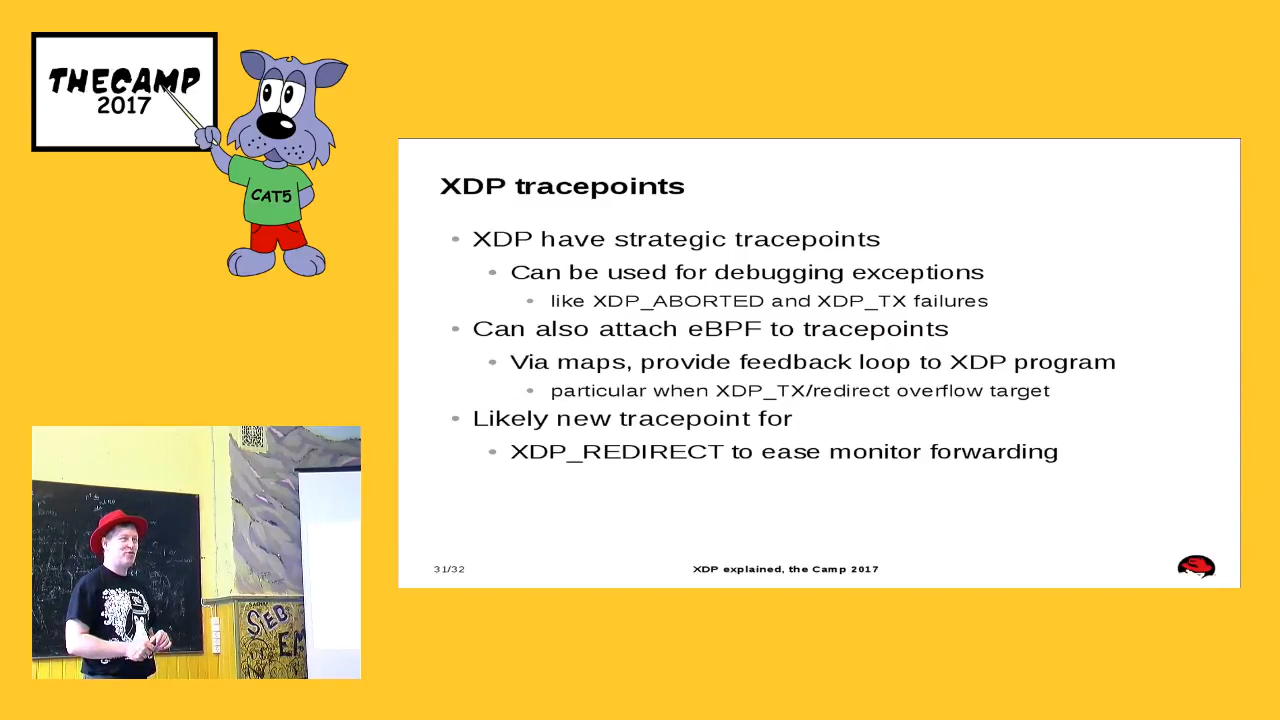 THECAMP
2017
CAT5
XDP tracepoints
XDP have strategic tracepoints
Can be used for debugging exceptions
like XDP_ABORTED and XDP_TX failures
Can also attach eBPF to tracepoints
Via maps, provide feedback loop to XDP program
particular when XDP_TX/redirect overflow target
Likely new tracepoint for
XDP_REDIRECT to ease monitor forwarding
31/32
XDP explained, the Camp 2017
SEB
EM